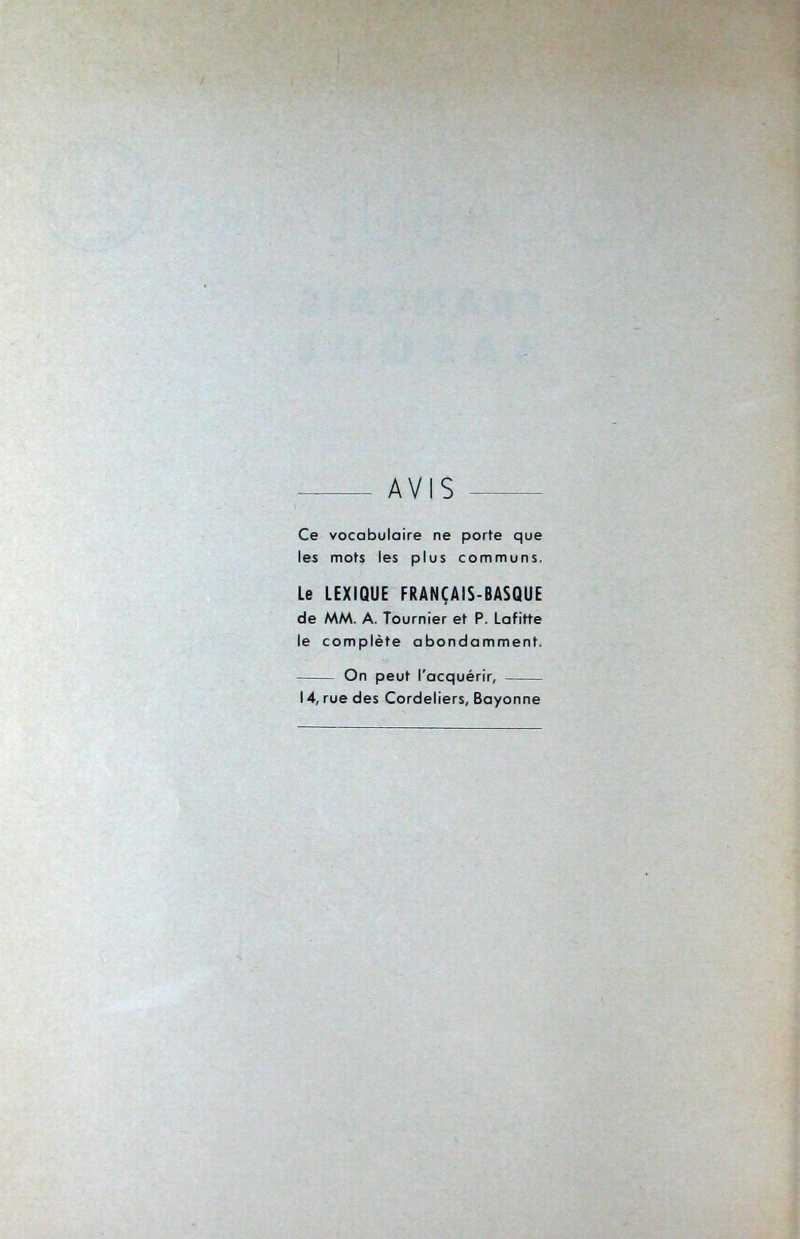 AVIS
Ce vocabulaire ne porte que
les mots les plus communs.
Le LEXIQUE FRANÇAIS-BASQUE
de MM. A. Tournier et P. Lafitte
le complète abondamment.
On peut l'acquérir,
14, rue des Cordeliers, Bayonne